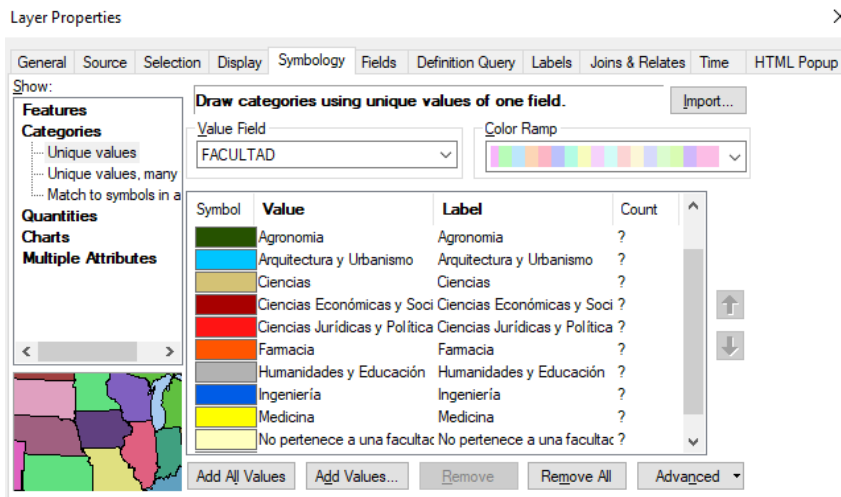 Layer Properties
General Source Selection Display Symbology Fields Definition Query Labels Joins & Relates Time HTML Popup
Show:
Features
Categories
Unique values
Unique values, many
Match to symbols in a
Quantities
Charts
Multiple Attributes
Draw categories using unique values of one field.
Import...
Value Field
FACULTAD
Color Ramp
Symbol Value Label Count
Agronomia Agronomia ?
Arquitectura y Urbanismo Arquitectura y Urbanismo ?
Ciencias Ciencias ?
Ciencias Económicas y Soci Ciencias Económicas y Soci ?
Ciencias Jurídicas y Política Ciencias Jurídicas y Política ?
Farmacia Farmacia ?
Humanidades y Educación Humanidades y Educación ?
Ingeniería Ingeniería ?
Medicina Medicina ?
No pertenece a una facultac No pertenece a una facultac ?
Add All Values Add Values... Remove Remove All Advanced